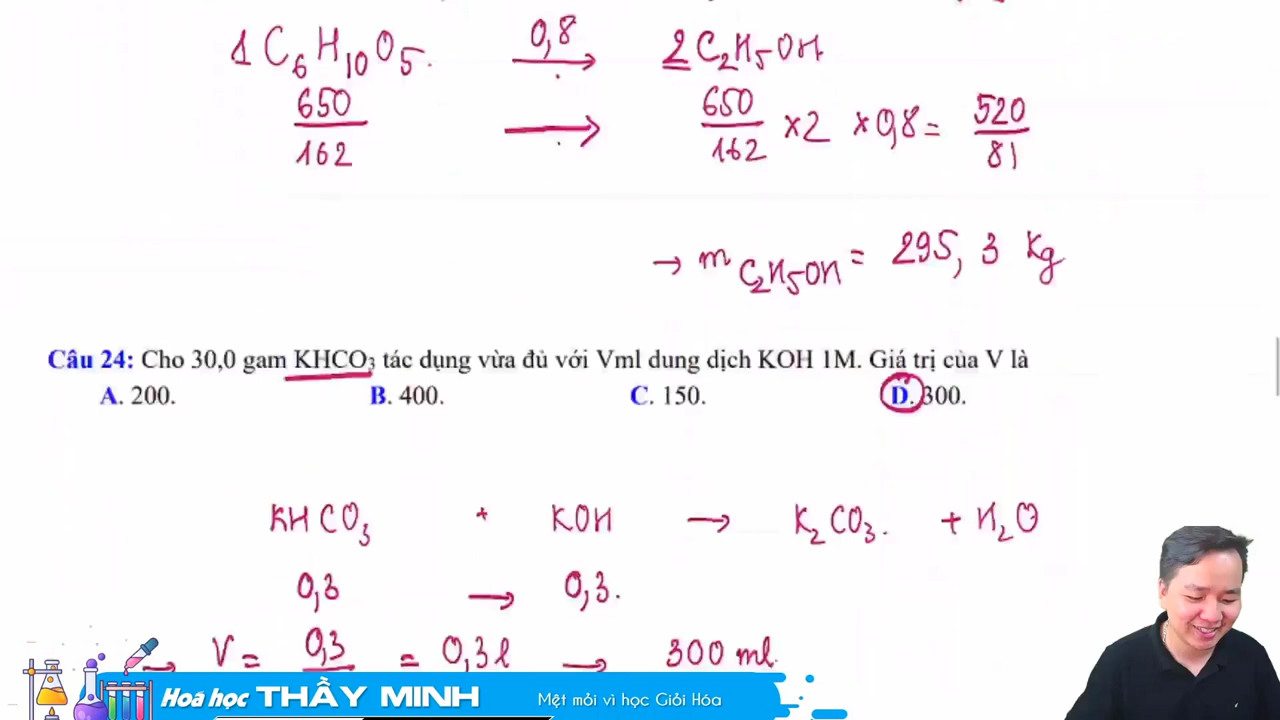 1 C₆H₁₀O₅. 0,8 → 2C₂H₅OH
650/162 → 650/162 ×2 ×0,8 = 520/81
→ m C₂H₅OH = 295,3 Kg
Câu 24: Cho 30,0 gam KHCO₃ tác dụng vừa đủ với Vml dung dịch KOH 1M. Giá trị của V là
A. 200. B. 400. C. 150. D. 300.
KHCO₃ + KOH → K₂CO₃. + H₂O
0,3 → 0,3.
→ V = 0,3 = 0,3l → 300 ml.
Hoá học THẦY MINH Mệt mỏi vì học Giỏi Hóa